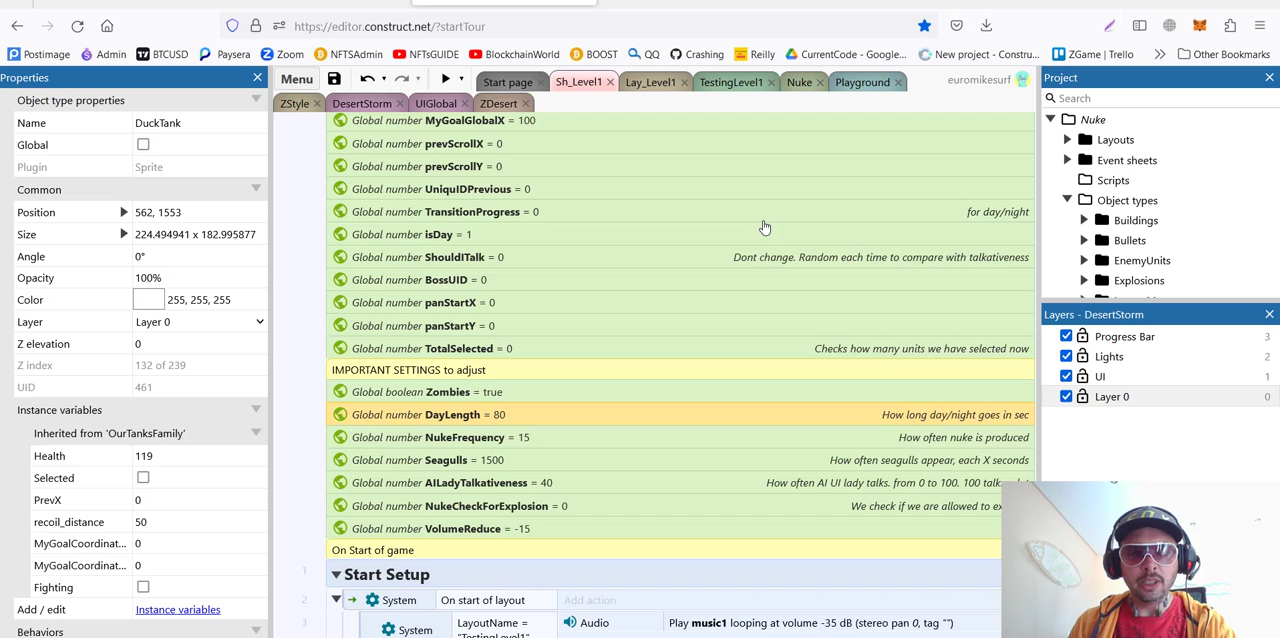 https://editor.construct.net/?startTour
Postimage Admin BTCUSD Paysera Zoom NFTSAdmin NFTsGUIDE BlockchainWorld BOOST QQ Crashing Reilly CurrentCode - Google... New project - Constru... ZGame | Trello Other Bookmarks
Properties
Menu Start page Sh_Level1 Lay_Level1 TestingLevel1 Nuke Playground euromikesurf
ZStyle DesertStorm UIGlobal ZDesert
Object type properties
Name DuckTank
Global
Plugin Sprite
Common
Position 562, 1553
Size 224.494941 x 182.995877
Angle 0°
Opacity 100%
Color 255, 255, 255
Layer Layer 0
Z elevation 0
Z index 132 of 239
UID 461
Instance variables
Inherited from 'OurTanksFamily'
Health 119
Selected
PrevX 0
recoil_distance 50
MyGoalCoordinat... 0
MyGoalCoordinat... 0
Fighting
Add / edit Instance variables
Behaviors
Global number MyGoalGlobalX = 100
Global number prevScrollX = 0
Global number prevScrollY = 0
Global number UniquIDPrevious = 0
Global number TransitionProgress = 0 for day/night
Global number isDay = 1
Global number ShouldITalk = 0 Dont change. Random each time to compare with talkativeness
Global number BossUID = 0
Global number panStartX = 0
Global number panStartY = 0
Global number TotalSelected = 0 Checks how many units we have selected now
IMPORTANT SETTINGS to adjust
Global boolean Zombies = true
Global number DayLength = 80 How long day/night goes in sec
Global number NukeFrequency = 15 How often nuke is produced
Global number Seagulls = 1500 How often seagulls appear, each X seconds
Global number AILadyTalkativeness = 40 How often AI UI lady talks. from 0 to 100. 100 talk
Global number NukeCheckForExplosion = 0 We check if we are allowed to ex
Global number VolumeReduce = -15
On Start of game
1 Start Setup
2 System On start of layout Add action
3 System LayoutName = "TestingLevel1" Audio Play music1 looping at volume -35 dB (stereo pan 0, tag "")
Project
Search
Nuke
Layouts
Event sheets
Scripts
Object types
Buildings
Bullets
EnemyUnits
Explosions
Layers - DesertStorm
Progress Bar 3
Lights 2
UI 1
Layer 0 0